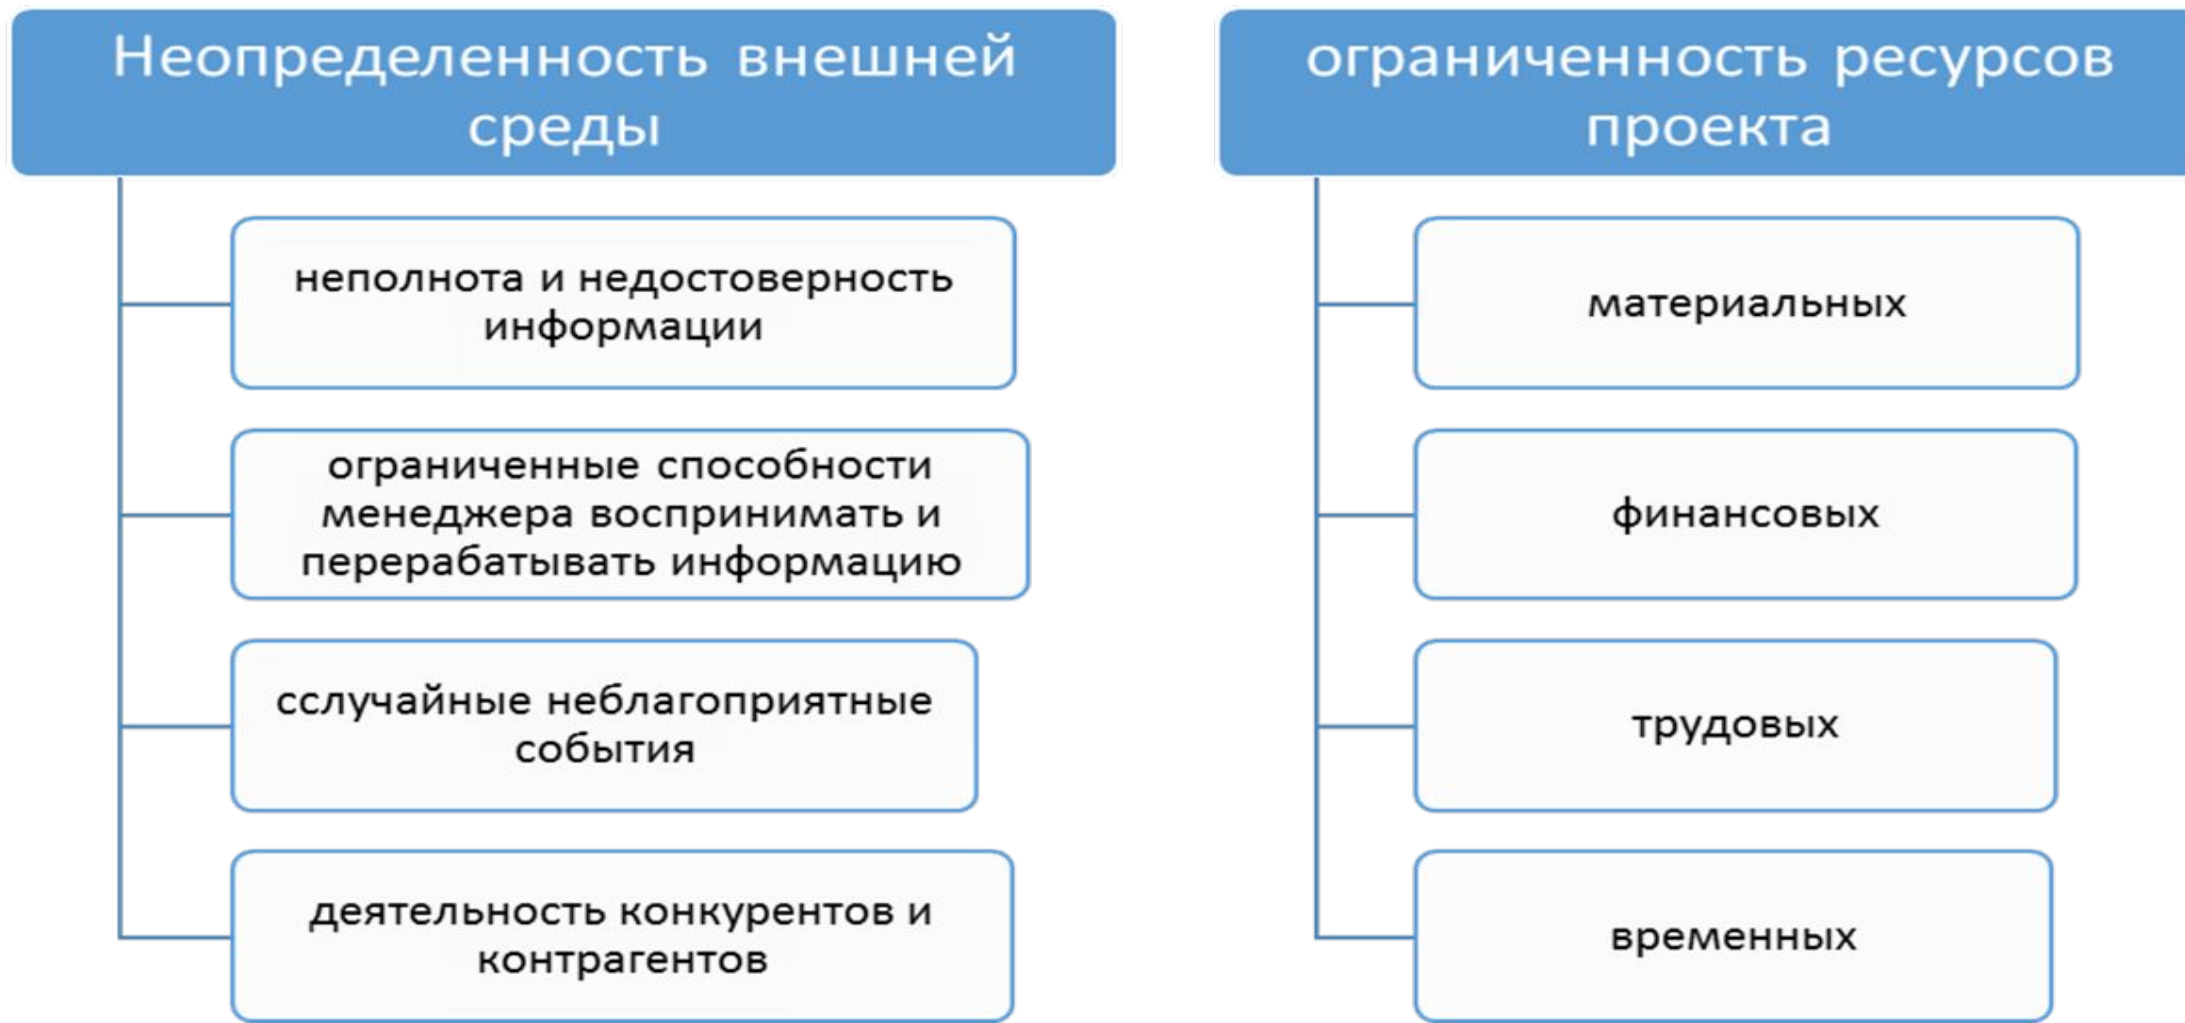 Неопределенность внешней
среды
неполнота и недостоверность
информации
ограниченные способности
менеджера воспринимать и
перерабатывать информацию
сслучайные неблагоприятные
события
деятельность конкурентов и
контрагентов
ограниченность ресурсов
проекта
материальных
финансовых
трудовых
временных